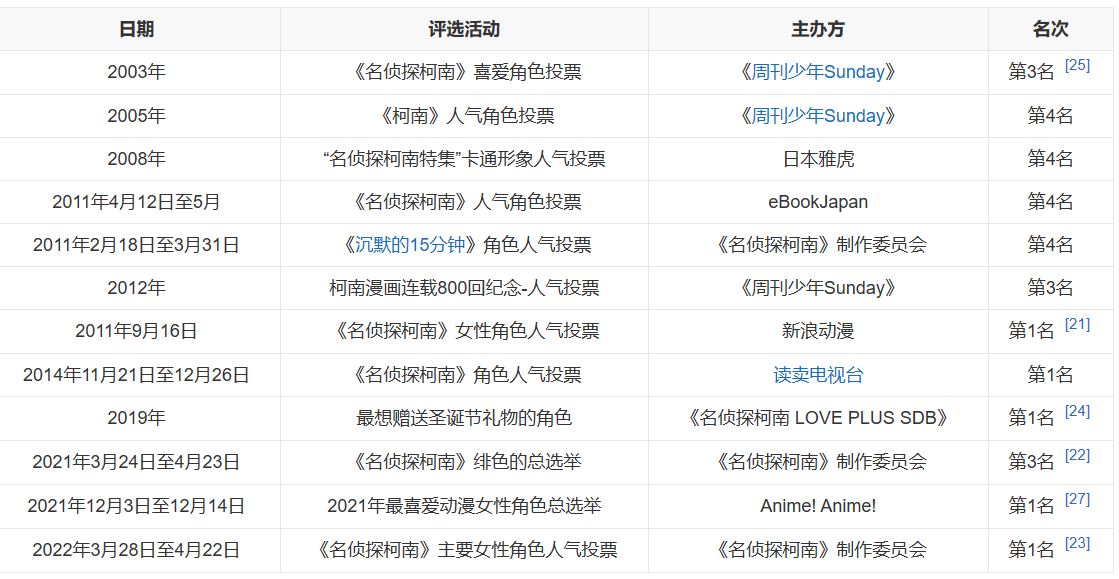 日期 评选活动 主办方 名次
2003年 《名侦探柯南》喜爱角色投票 《周刊少年Sunday》 第3名 [25]
2005年 《柯南》人气角色投票 《周刊少年Sunday》 第4名
2008年 “名侦探柯南特集”卡通形象人气投票 日本雅虎 第4名
2011年4月12日至5月 《名侦探柯南》人气角色投票 eBookJapan 第4名
2011年2月18日至3月31日 《沉默的15分钟》角色人气投票 《名侦探柯南》制作委员会 第4名
2012年 柯南漫画连载800回纪念-人气投票 《周刊少年Sunday》 第3名
2011年9月16日 《名侦探柯南》女性角色人气投票 新浪动漫 第1名 [21]
2014年11月21日至12月26日 《名侦探柯南》角色人气投票 读卖电视台 第1名
2019年 最想赠送圣诞节礼物的角色 《名侦探柯南 LOVE PLUS SDB》 第1名 [24]
2021年3月24日至4月23日 《名侦探柯南》绯色的总选举 《名侦探柯南》制作委员会 第3名 [22]
2021年12月3日至12月14日 2021年最喜爱动漫女性角色总选举 Anime! Anime! 第1名 [27]
2022年3月28日至4月22日 《名侦探柯南》主要女性角色人气投票 《名侦探柯南》制作委员会 第1名 [23]